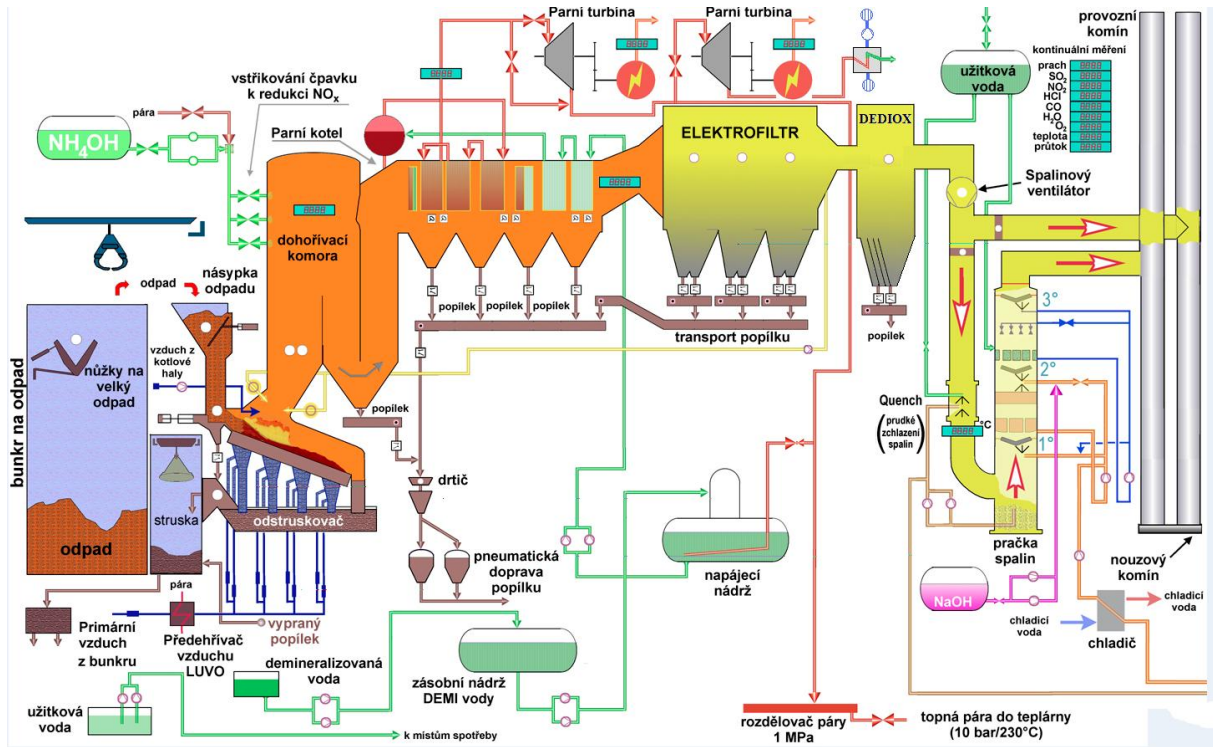 Parní turbina
Parní turbina
provozní
komín
kontinuální měření
prach
SO2
NO2
HCl
CO
H2O
O2
teplota
průtok
užitková
voda
vstřikování čpavku
k redukci NOx
pára
NH4OH
Parní kotel
ELEKTROFILTR
DEDIOX
Spalinový
ventilátor
dohořívací
komora
násypka
odpadu
odpad
popílek
popílek
popílek
transport popílku
popílek
3°
2°
1°
bunkr na odpad
nůžky na
velký
odpad
vzduch z
kotlové
haly
popílek
Quench
(prudké
zchlazení
spalin)
°C
drtič
struska
odstruskovač
odpad
pneumatická
doprava
popílku
napájecí
nádrž
pračka
spalin
nouzový
komín
NaOH
pára
Primární
vzduch
z bunkru
Předehřívač
vzduchu
LUVO
vypraný
popílek
chladicí
voda
chladicí
voda
chladič
demineralizovaná
voda
zásobní nádrž
DEMI vody
užitková
voda
k místům spotřeby
rozdělovač páry
1 MPa
topná pára do teplárny
(10 bar/230°C)